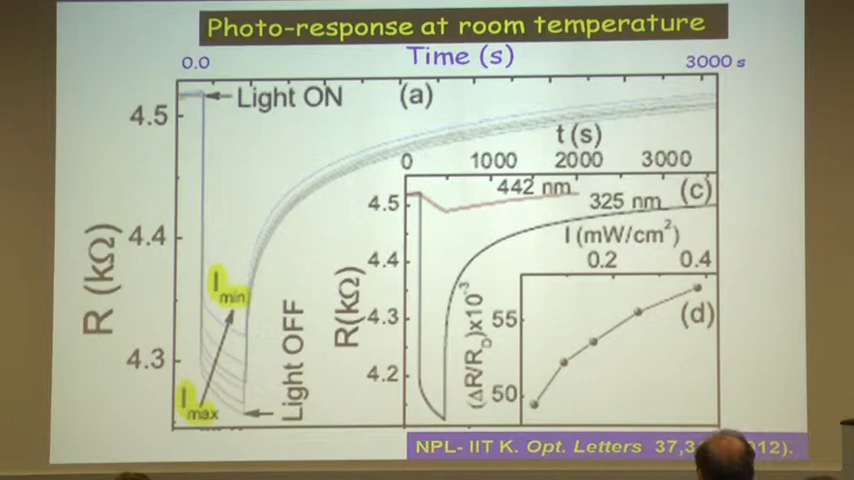 Photo-response at room temperature
0.0 Time (s) 3000 s
Light ON (a)
4.5
4.4
4.3
R (kΩ)
I min
I max
Light OFF
t (s)
0 1000 2000 3000
442 nm (c)
325 nm
4.5
4.4
4.3
4.2
R(kΩ)
I (mW/cm²)
0.2 0.4
(d)
55
50
(ΔR/R_D)x10⁻³
NPL- IIT K. Opt. Letters 37,3 12).